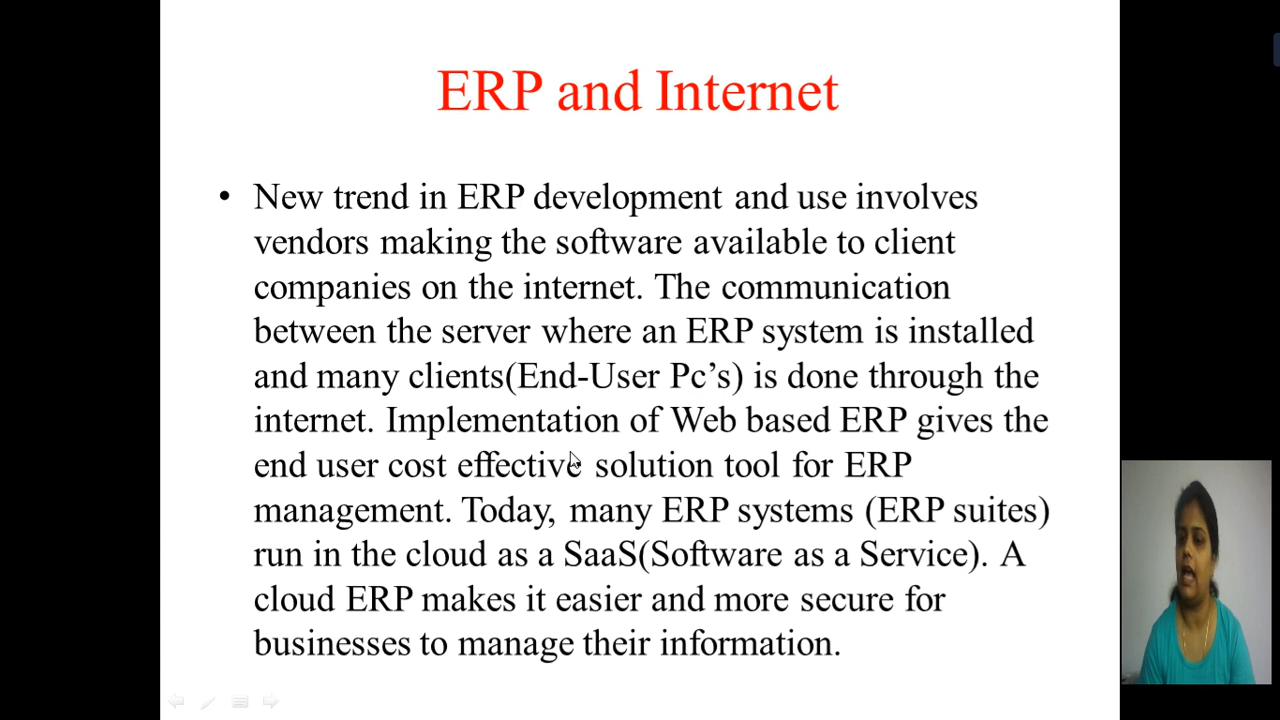 ERP and Internet
• New trend in ERP development and use involves
vendors making the software available to client
companies on the internet. The communication
between the server where an ERP system is installed
and many clients(End-User Pc’s) is done through the
internet. Implementation of Web based ERP gives the
end user cost effective solution tool for ERP
management. Today, many ERP systems (ERP suites)
run in the cloud as a SaaS(Software as a Service). A
cloud ERP makes it easier and more secure for
businesses to manage their information.